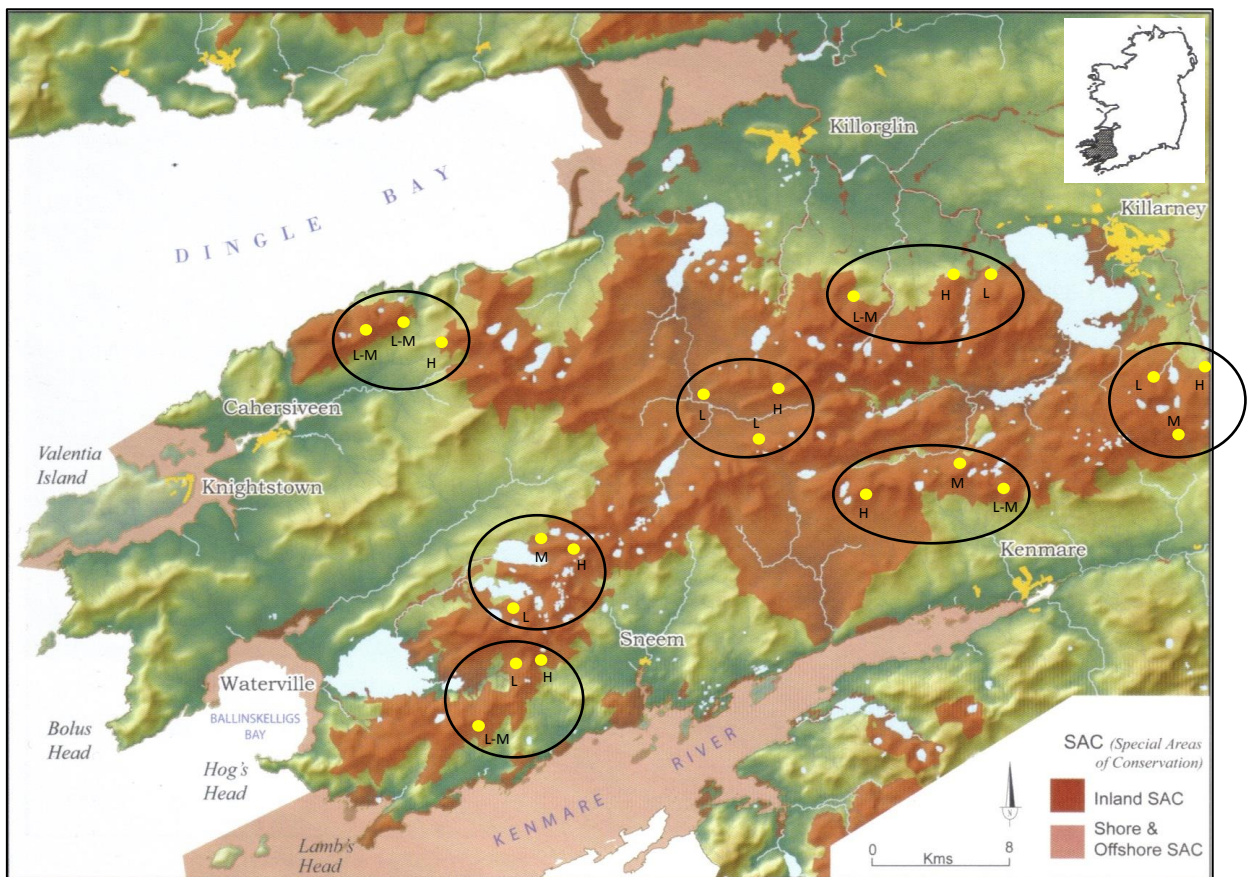 Killorglin
Killarney
DINGLE BAY
H
L
L-M
L-M
L-M
H
L
H
L
L
H
M
Cahersiveen
Valentia
Island
Knightstown
M
H
L-M
Kenmare
M
H
L
Sneem
L
H
L-M
Waterville
BALLINSKELLIGS
BAY
Bolus
Head
Hog's
Head
Lamb's
Head
KENMARE RIVER
SAC (Special Areas
of Conservation)
Inland SAC
Shore &
Offshore SAC
N
0 8
Kms